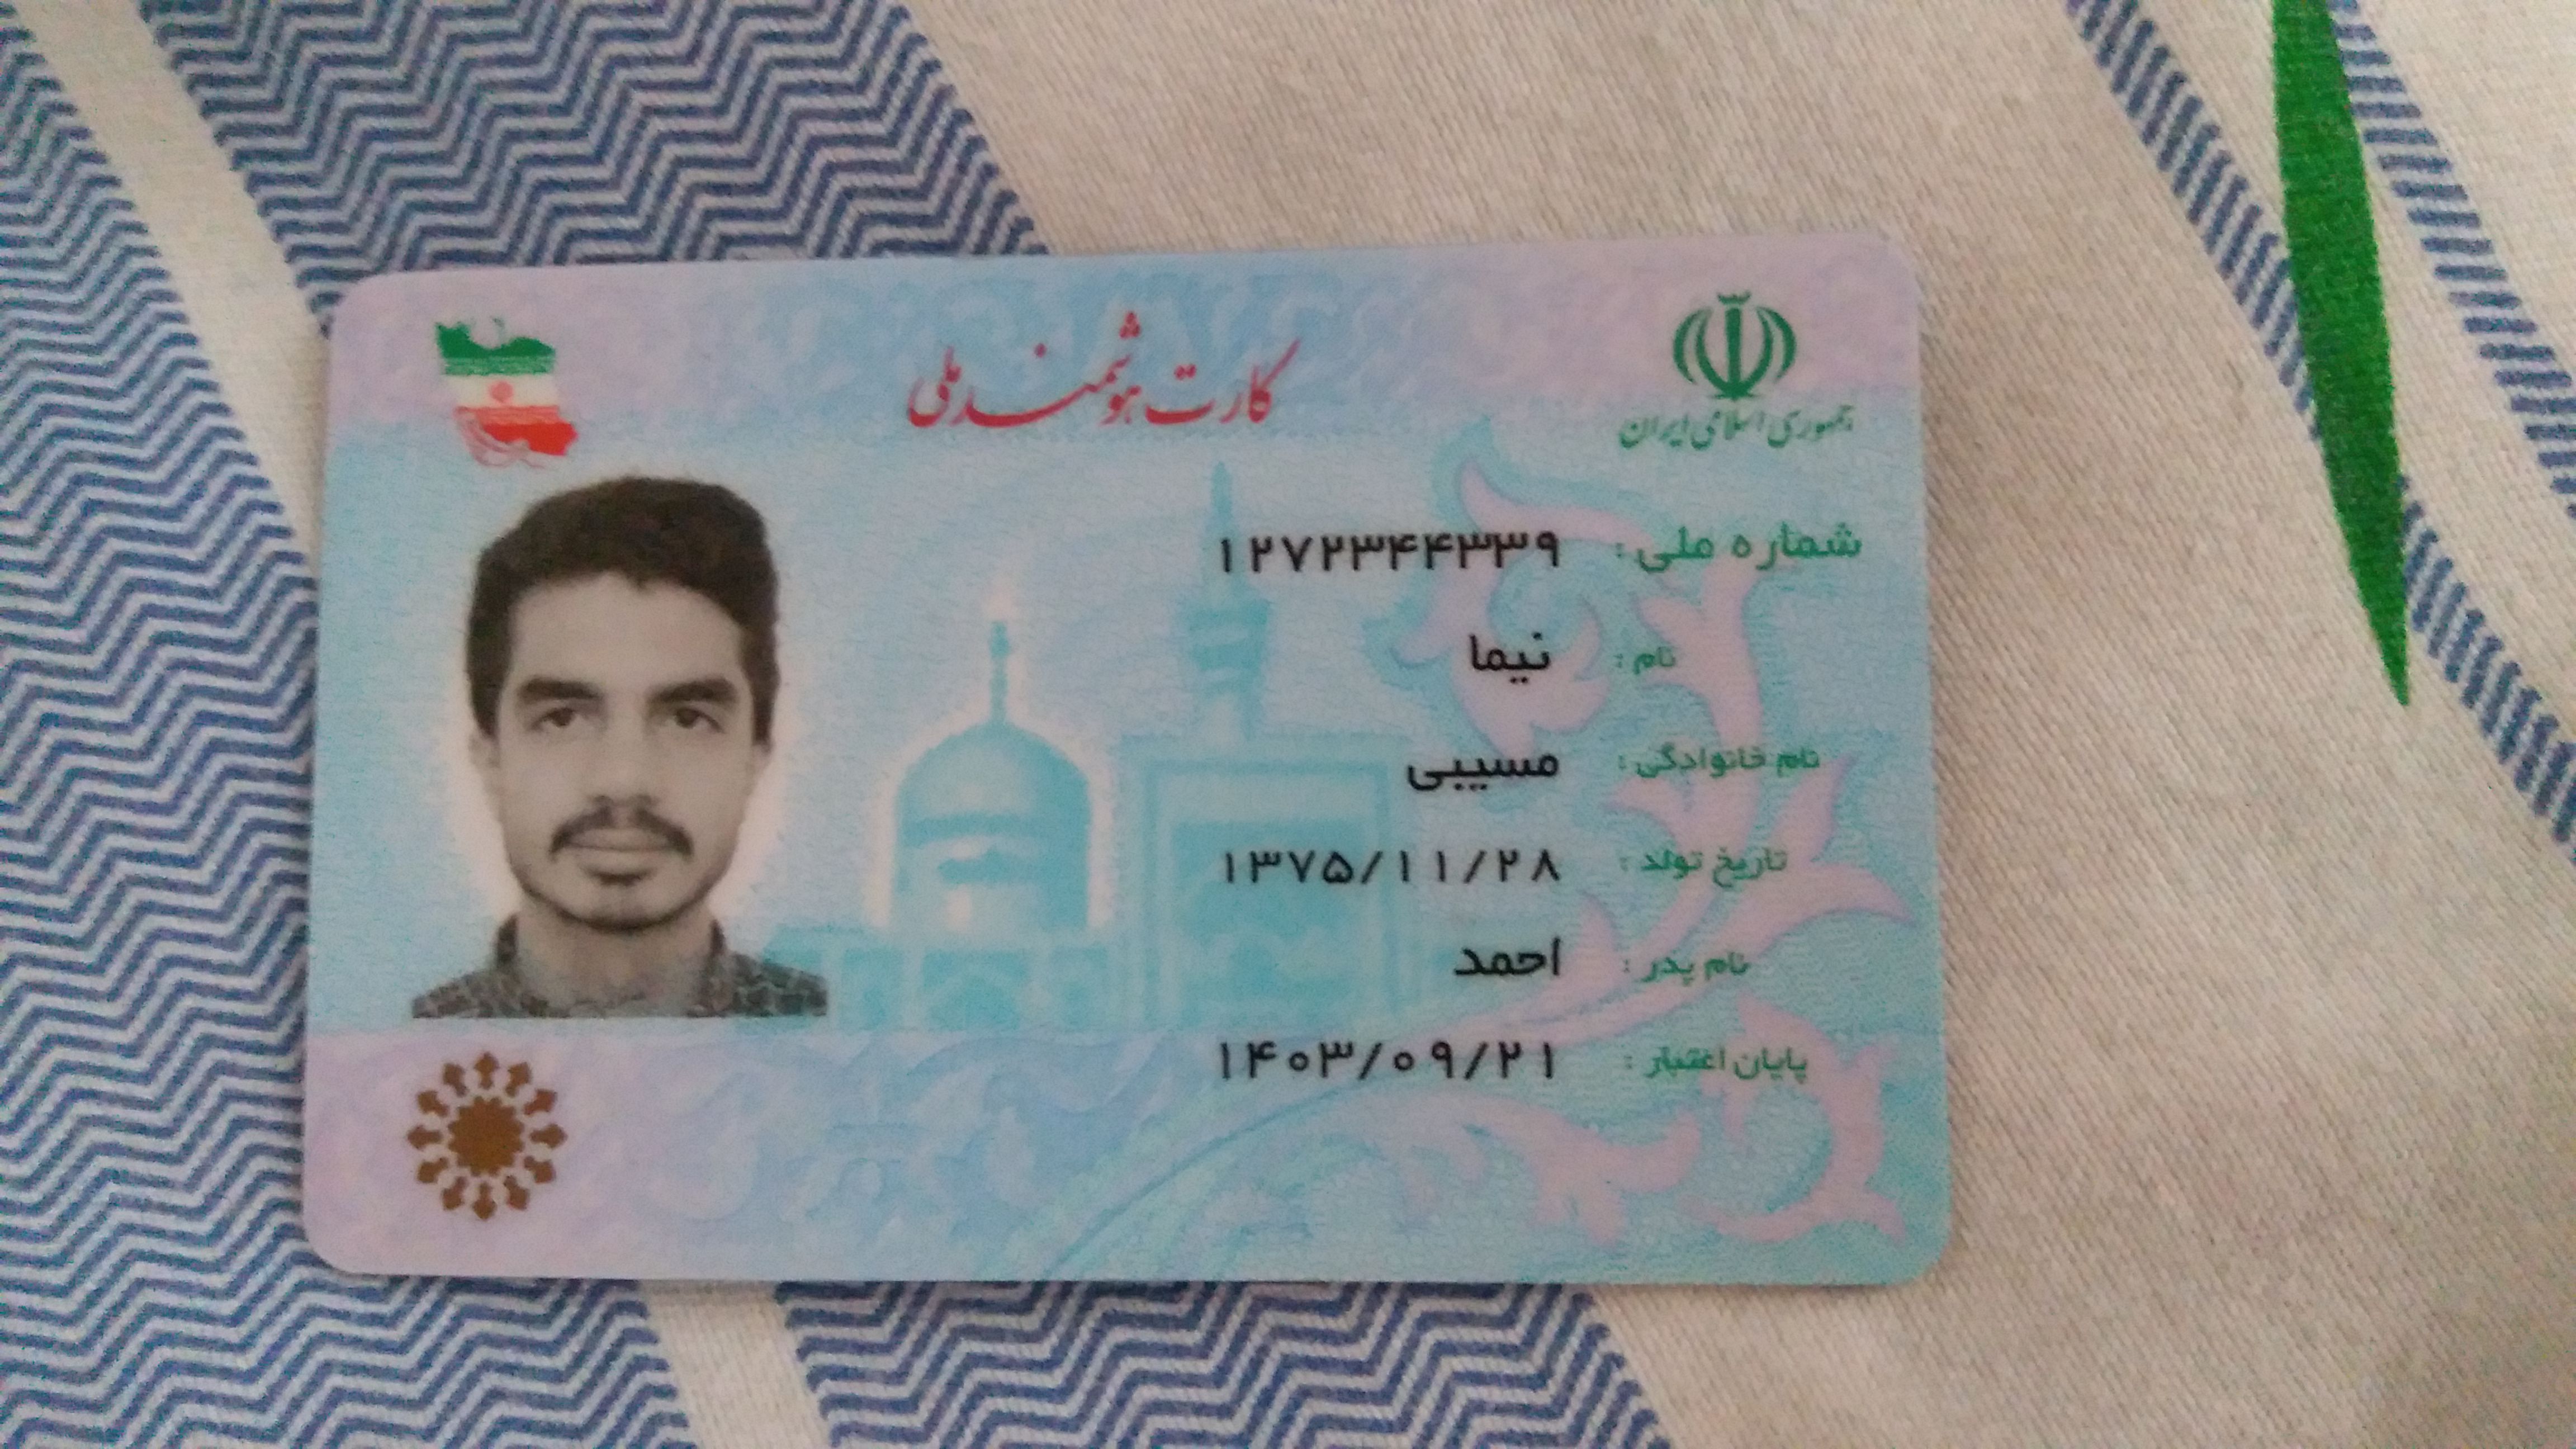 کارت هوشمند ملی
جمهوری اسلامی ایران
شماره ملی: ۱۲۷۲۳۴۴۳۳۹
نام: نیما
نام خانوادگی: مسیبی
تاریخ تولد: ۱۳۷۵/۱۱/۲۸
نام پدر: احمد
پایان اعتبار: ۱۴۰۳/۰۹/۲۱